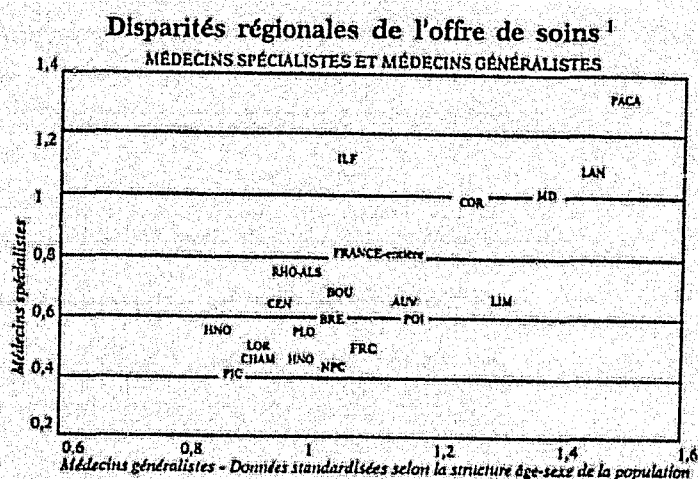 Disparités régionales de l'offre de soins 1
MÉDECINS SPÉCIALISTES ET MÉDECINS GÉNÉRALISTES
1,4
PACA
1,2
ILF
LAN
1
COR MD
Médecins spécialistes
0,8
FRANCE-entière
RHO-ALS
BOU
CEN AUV LIM
0,6
BRE POI
HNO PLO
LOR FRC
CHAM HNO
NPC
0,4
PIC
0,2
0,6 0,8 1 1,2 1,4 1,6
Médecins généralistes - Données standardisées selon la structure âge-sexe de la population